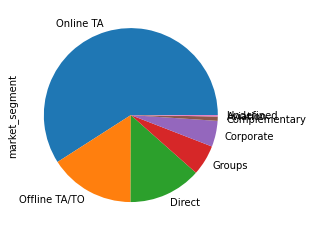 Online TA
market_segment
Undefined
Complementary
Corporate
Groups
Direct
Offline TA/TO